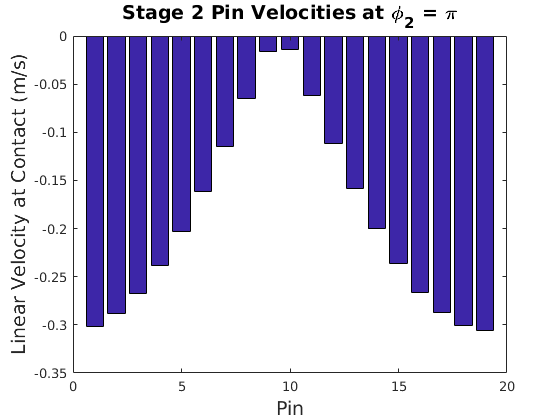 Stage 2 Pin Velocities at ϕ₂ = π
Linear Velocity at Contact (m/s)
0
-0.05
-0.1
-0.15
-0.2
-0.25
-0.3
-0.35
0 5 10 15 20
Pin